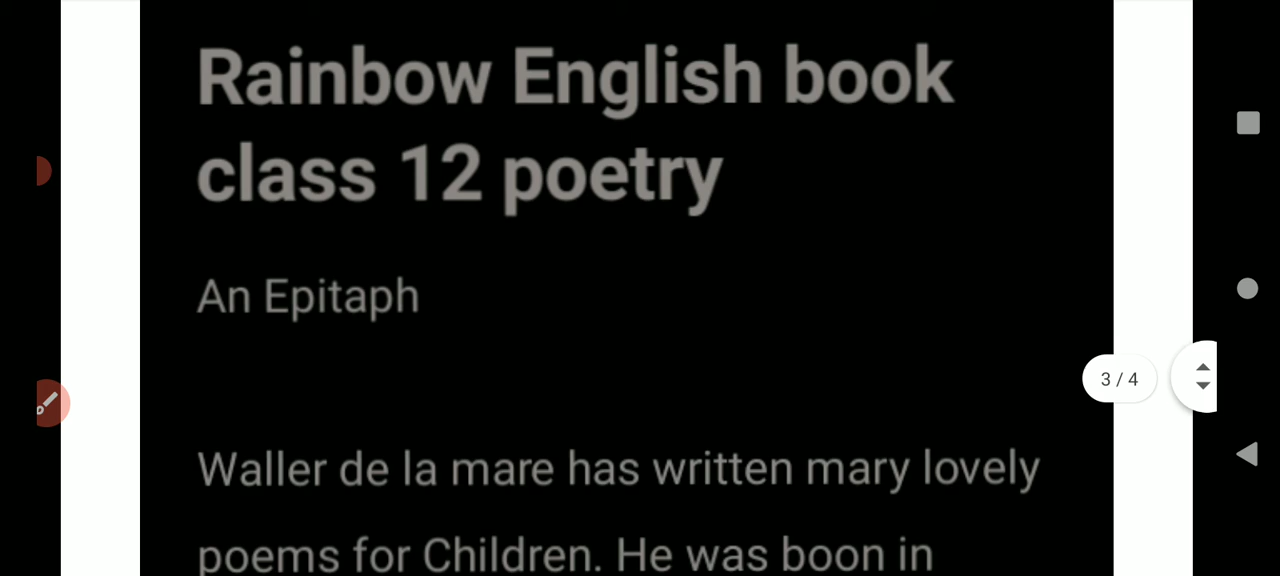 Rainbow English book
class 12 poetry
An Epitaph
3 / 4
Waller de la mare has written mary lovely
poems for Children. He was boon in